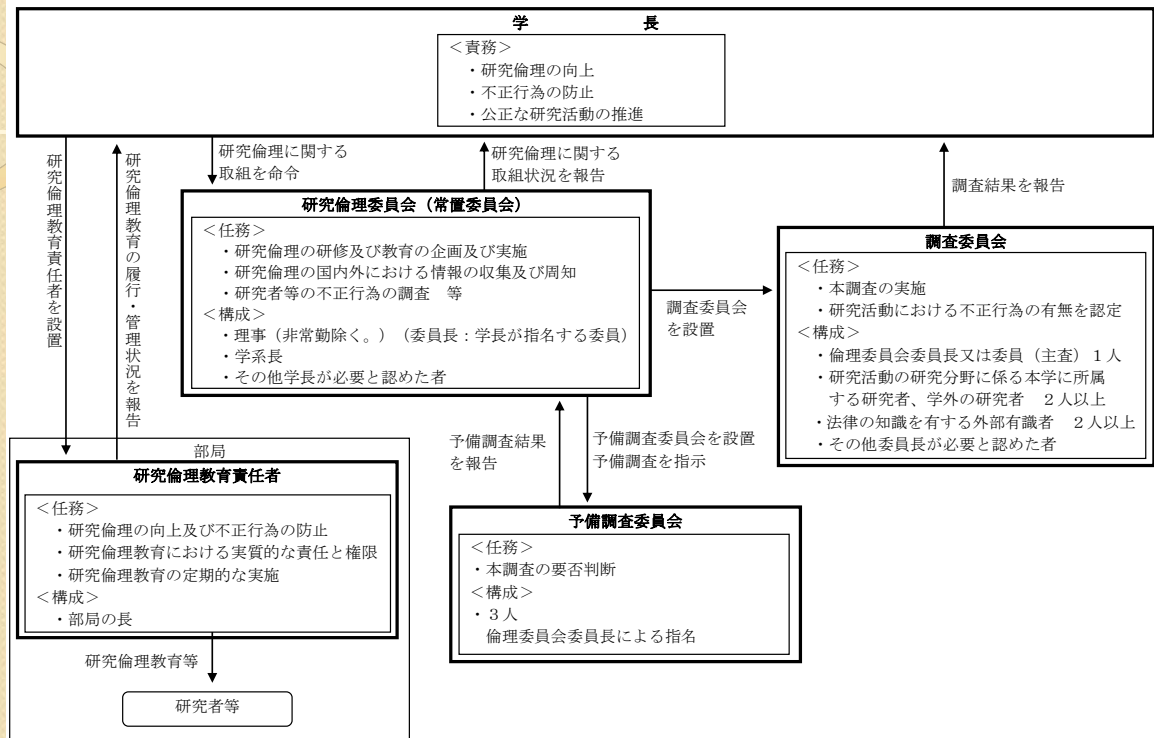 学　　　　　長
＜責務＞
・研究倫理の向上
・不正行為の防止
・公正な研究活動の推進
研究倫理教育責任者を設置
研究倫理教育の履行・管理状況を報告
研究倫理に関する
取組を命令
研究倫理に関する
取組状況を報告
調査結果を報告
研究倫理委員会（常置委員会）
＜任務＞
・研究倫理の研修及び教育の企画及び実施
・研究倫理の国内外における情報の収集及び周知
・研究者等の不正行為の調査　等
＜構成＞
・理事（非常勤除く。）（委員長：学長が指名する委員）
・学系長
・その他学長が必要と認めた者
調査委員会
を設置
調査委員会
＜任務＞
・本調査の実施
・研究活動における不正行為の有無を認定
＜構成＞
・倫理委員会委員長又は委員（主査）１人
・研究活動の研究分野に係る本学に所属
する研究者、学外の研究者　２人以上
・法律の知識を有する外部有識者　２人以上
・その他委員長が必要と認めた者
予備調査結果
を報告
予備調査委員会を設置
予備調査を指示
部局
研究倫理教育責任者
＜任務＞
・研究倫理の向上及び不正行為の防止
・研究倫理教育における実質的な責任と権限
・研究倫理教育の定期的な実施
＜構成＞
・部局の長
予備調査委員会
＜任務＞
・本調査の要否判断
＜構成＞
・３人
倫理委員会委員長による指名
研究倫理教育等
研究者等